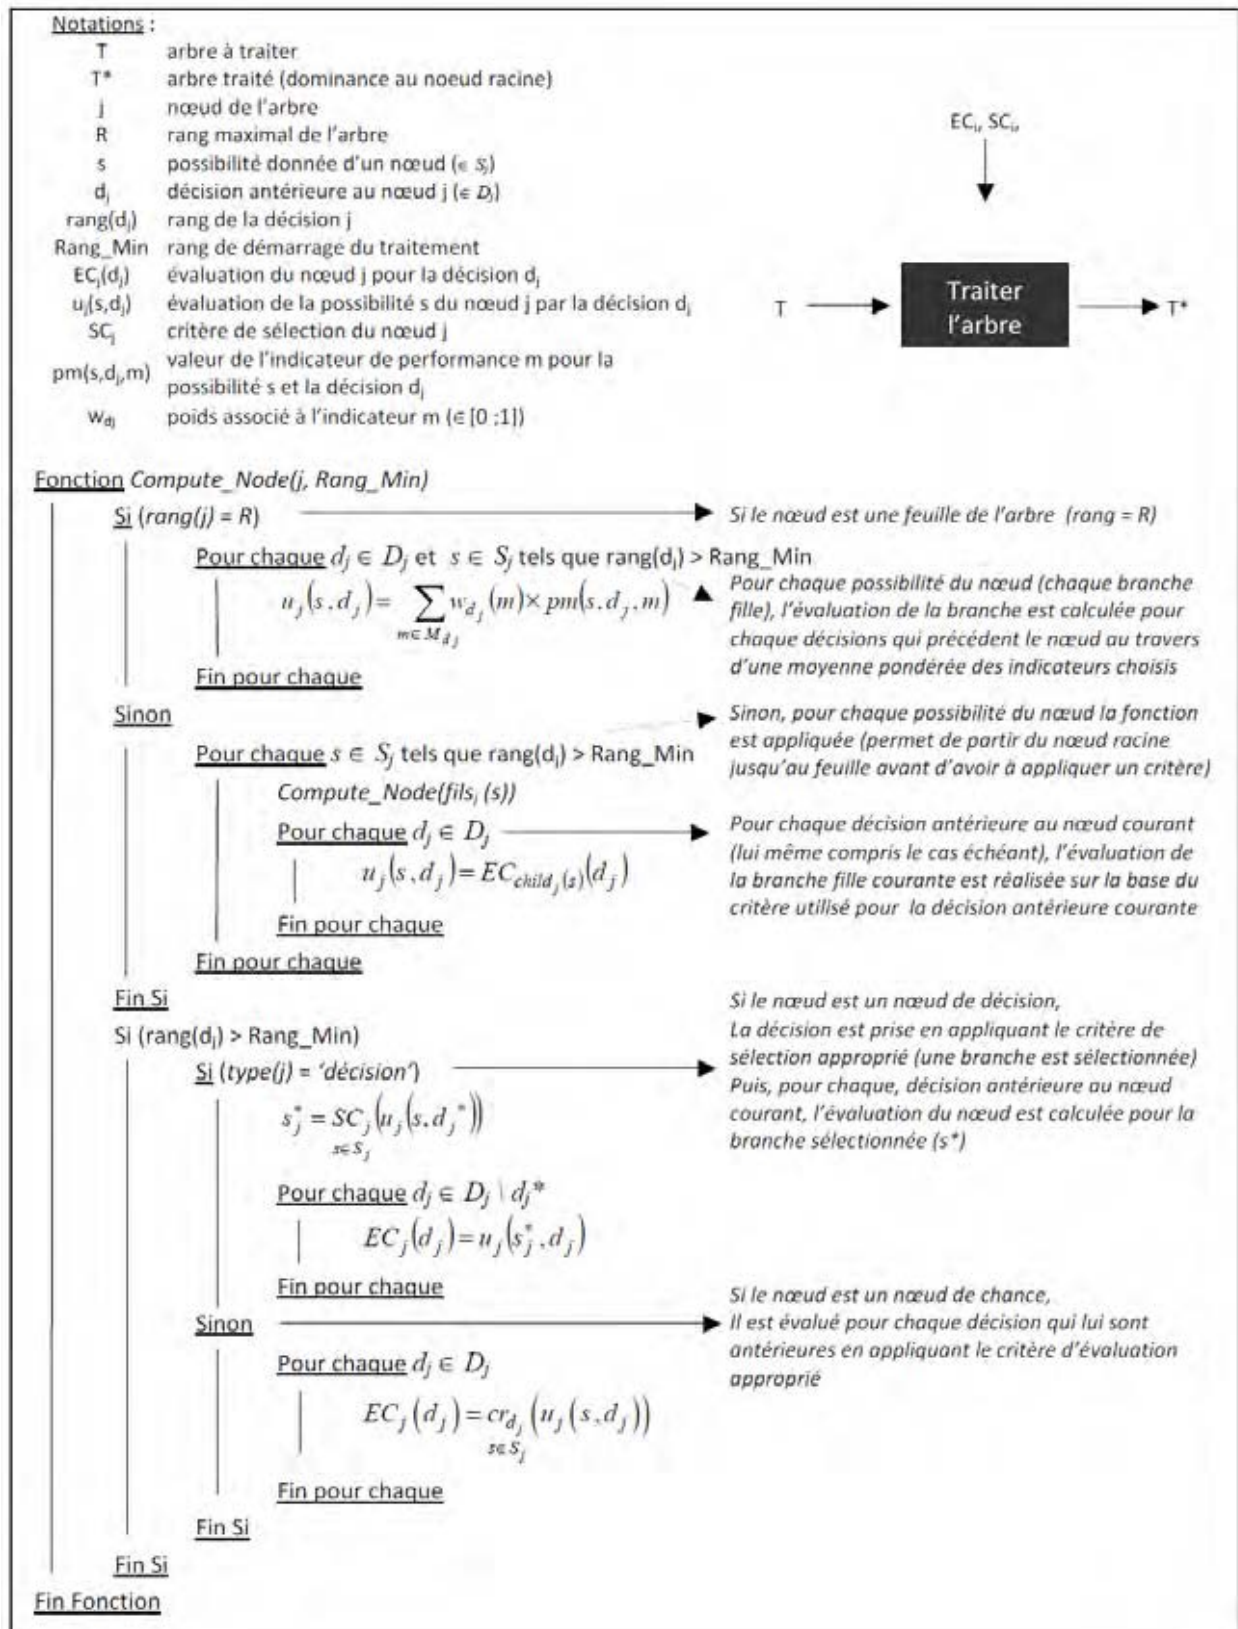 Notations :
T arbre à traiter
T* arbre traité (dominance au noeud racine)
j nœud de l'arbre
R rang maximal de l'arbre
s possibilité donnée d'un nœud (∈ Sj)
dj décision antérieure au nœud j (∈ Dj)
rang(dj) rang de la décision j
Rang_Min rang de démarrage du traitement
ECj(dj) évaluation du nœud j pour la décision dj
uj(s,dj) évaluation de la possibilité s du nœud j par la décision dj
SCj critère de sélection du nœud j
pm(s,dj,m) valeur de l'indicateur de performance m pour la
possibilité s et la décision dj
wdj poids associé à l'indicateur m (∈ [0 ;1])
ECi, SCi,
T
Traiter
l'arbre
T*
Fonction Compute_Node(j, Rang_Min)
Si (rang(j) = R)
Si le nœud est une feuille de l'arbre (rang = R)
Pour chaque dj ∈ Dj et s ∈ Sj tels que rang(dj) > Rang_Min
uj(s,dj) = ∑m∈Mdj wdj(m) × pm(s.dj.m)
Fin pour chaque
Pour chaque possibilité du nœud (chaque branche
fille), l'évaluation de la branche est calculée pour
chaque décisions qui précédent le nœud au travers
d'une moyenne pondérée des indicateurs choisis
Sinon
Pour chaque s ∈ Sj tels que rang(dj) > Rang_Min
Compute_Node(filsj (s))
Sinon, pour chaque possibilité du nœud la fonction
est appliquée (permet de partir du nœud racine
jusqu'au feuille avant d'avoir à appliquer un critère)
Pour chaque dj ∈ Dj
uj(s,dj) = ECchildj(s)(dj)
Fin pour chaque
Fin pour chaque
Pour chaque décision antérieure au nœud courant
(lui même compris le cas échéant), l'évaluation de
la branche fille courante est réalisée sur la base du
critère utilisé pour la décision antérieure courante
Fin Si
Si (rang(dj) > Rang_Min)
Si (type(j) = 'décision')
sj* = SCj s∈Sj (uj(s.dj*))
Pour chaque dj ∈ Dj \ dj*
ECj(dj) = uj(sj*,dj)
Fin pour chaque
Si le nœud est un nœud de décision,
La décision est prise en appliquant le critère de
sélection approprié (une branche est sélectionnée)
Puis, pour chaque, décision antérieure au nœud
courant, l'évaluation du nœud est calculée pour la
branche sélectionnée (s*)
Sinon
Pour chaque dj ∈ Dj
ECj(dj) = crdj s∈Sj (uj(s,dj))
Fin pour chaque
Si le nœud est un nœud de chance,
Il est évalué pour chaque décision qui lui sont
antérieures en appliquant le critère d'évaluation
approprié
Fin Si
Fin Si
Fin Fonction